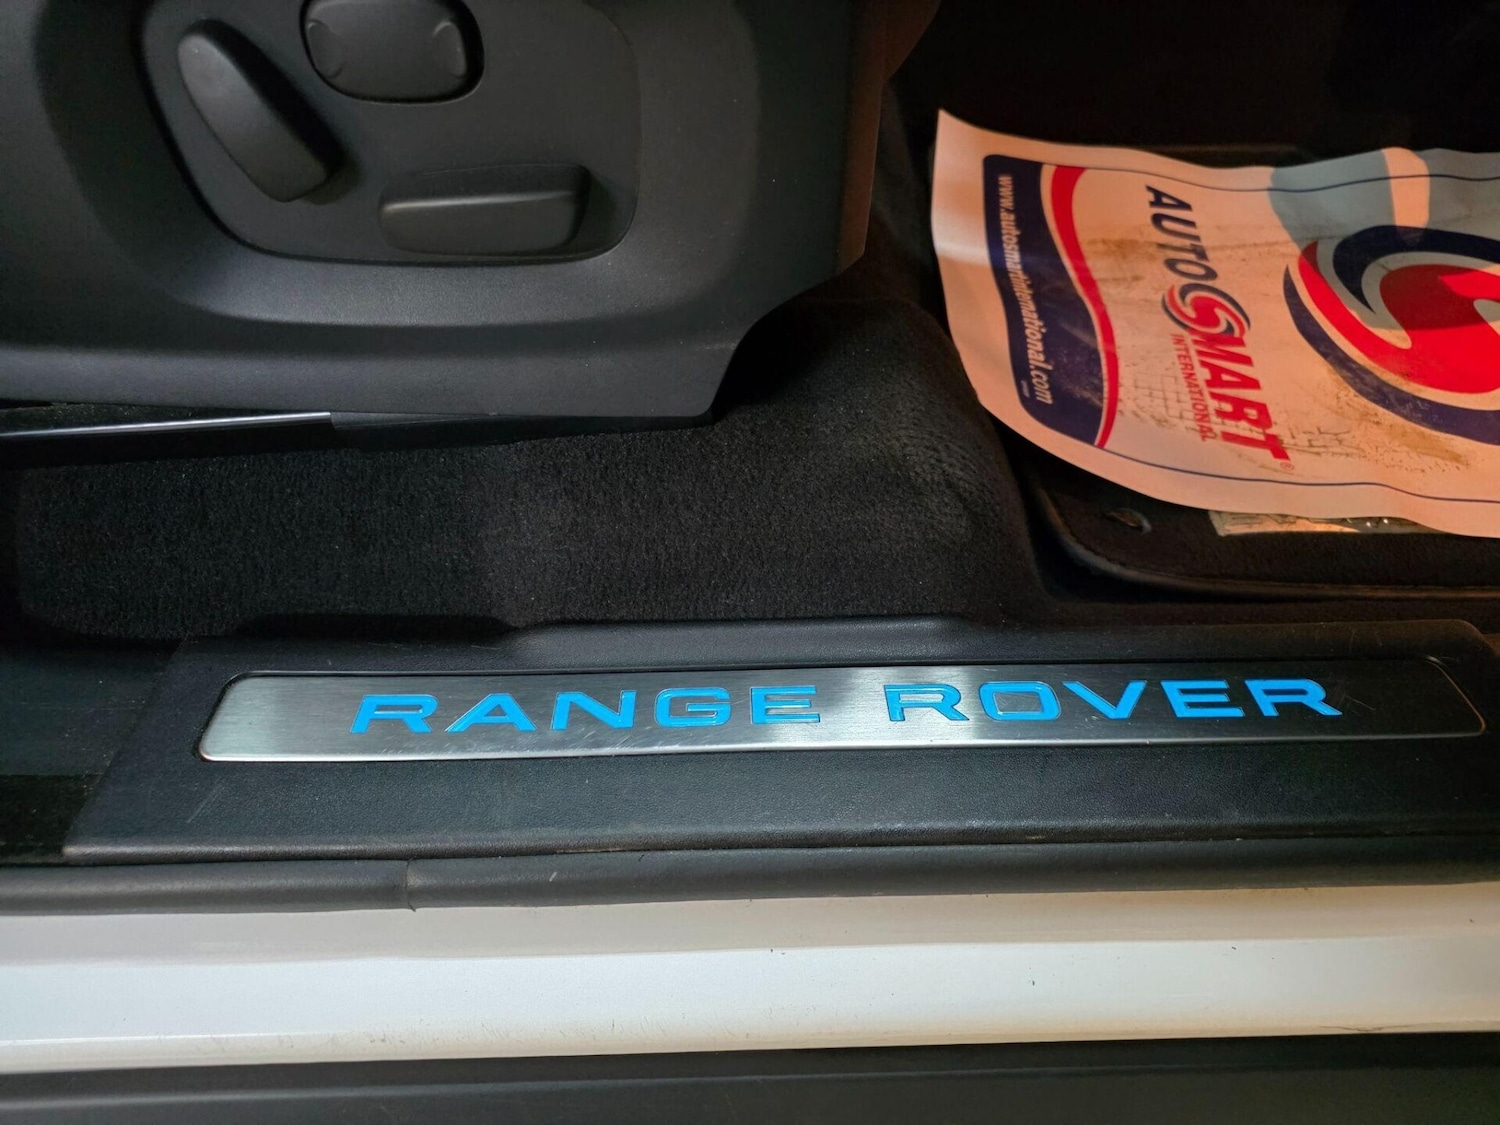 www.autosmartinternational.com
AUTOSMART
INTERNATIONAL
®
RANGE ROVER